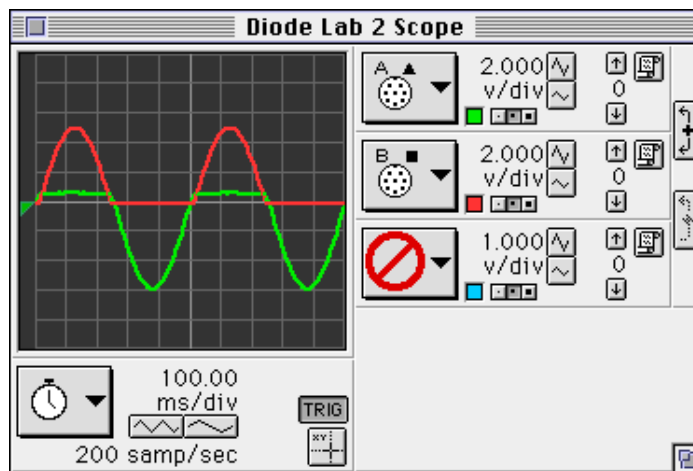 Diode Lab 2 Scope
A
2.000
v/div
0
B
2.000
v/div
0
1.000
v/div
0
100.00
ms/div
TRIG
XY
200 samp/sec